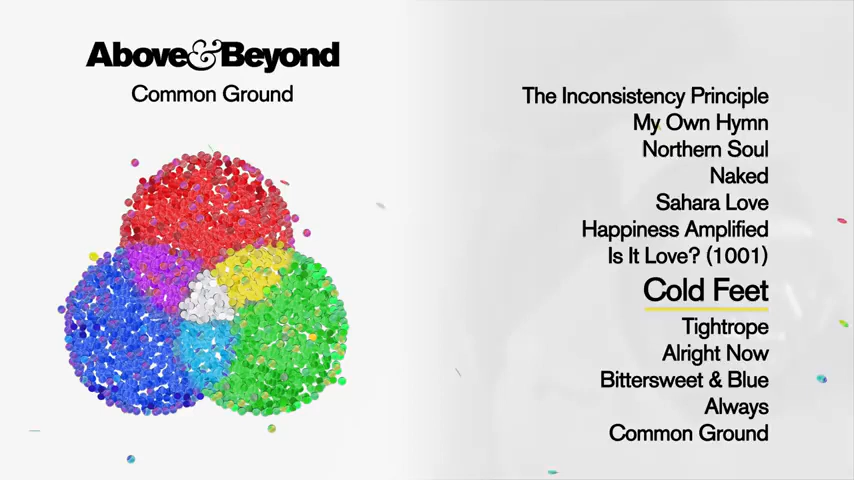 Above&Beyond
Common Ground
The Inconsistency Principle
My Own Hymn
Northern Soul
Naked
Sahara Love
Happiness Amplified
Is It Love? (1001)
Cold Feet
Tightrope
Alright Now
Bittersweet & Blue
Always
Common Ground